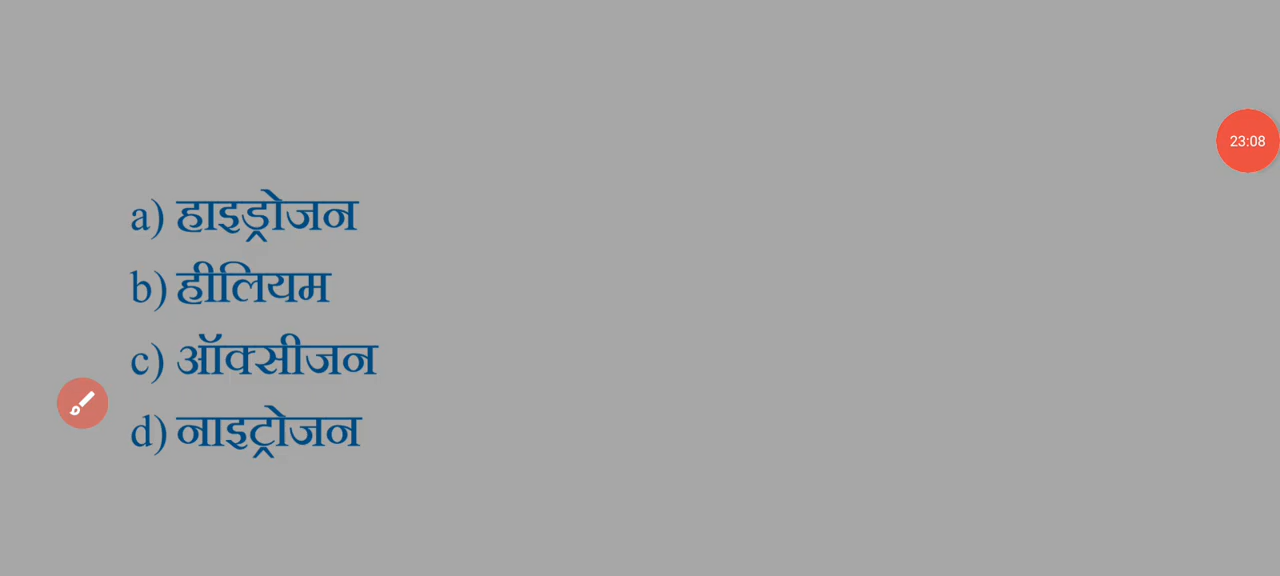 23:08
a) हाइड्रोजन
b) हीलियम
c) ऑक्सीजन
d) नाइट्रोजन